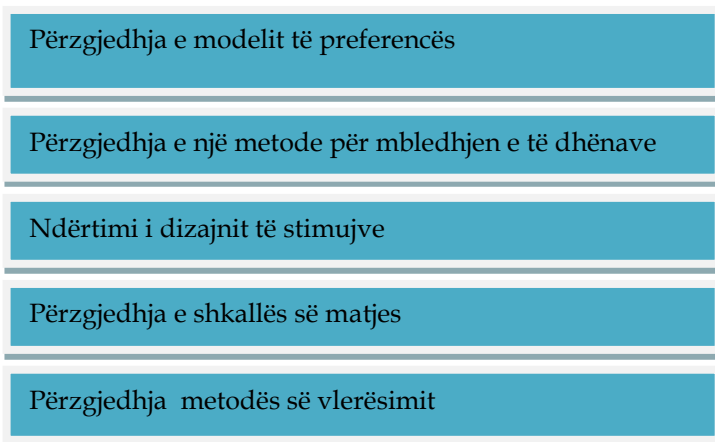 Përzgjedhja e modelit të preferencës
Përzgjedhja e një metode për mbledhjen e të dhënave
Ndërtimi i dizajnit të stimujve
Përzgjedhja e shkallës së matjes
Përzgjedhja  metodës së vlerësimit